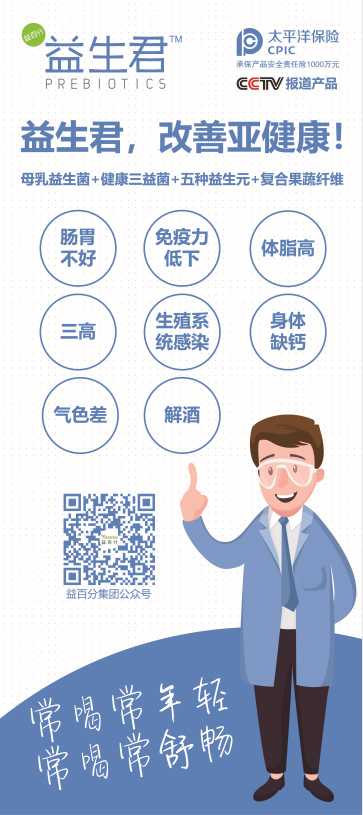 益百分
益生君™
PREBIOTICS
太平洋保险
CPIC
承保产品安全责任险1000万元
CCTV 报道产品
益生君，改善亚健康！
母乳益生菌+健康三益菌+五种益生元+复合果蔬纤维
肠胃
不好
免疫力
低下
体脂高
三高
生殖系
统感染
身体
缺钙
气色差
解酒
益百分
益百分集团公众号
常喝常年轻
常喝常舒畅